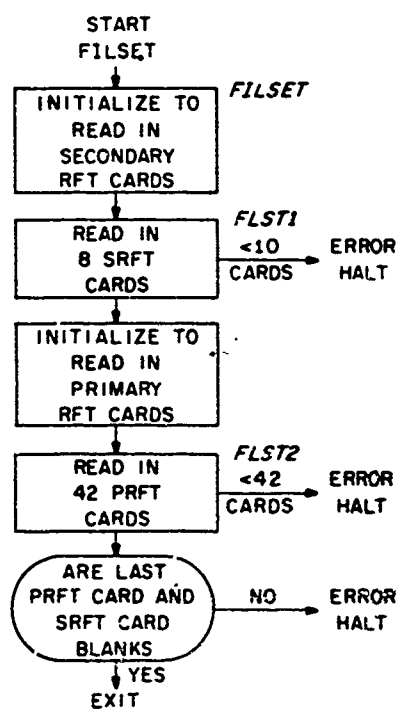 START
FILSET
FILSET
INITIALIZE TO
READ IN
SECONDARY
RFT CARDS
FLST1
READ IN
8 SRFT
CARDS
<10
CARDS
ERROR
HALT
INITIALIZE TO
READ IN
PRIMARY
RFT CARDS
FLST2
READ IN
42 PRFT
CARDS
<42
CARDS
ERROR
HALT
ARE LAST
PRFT CARD AND
SRFT CARD
BLANKS
NO
ERROR
HALT
YES
EXIT